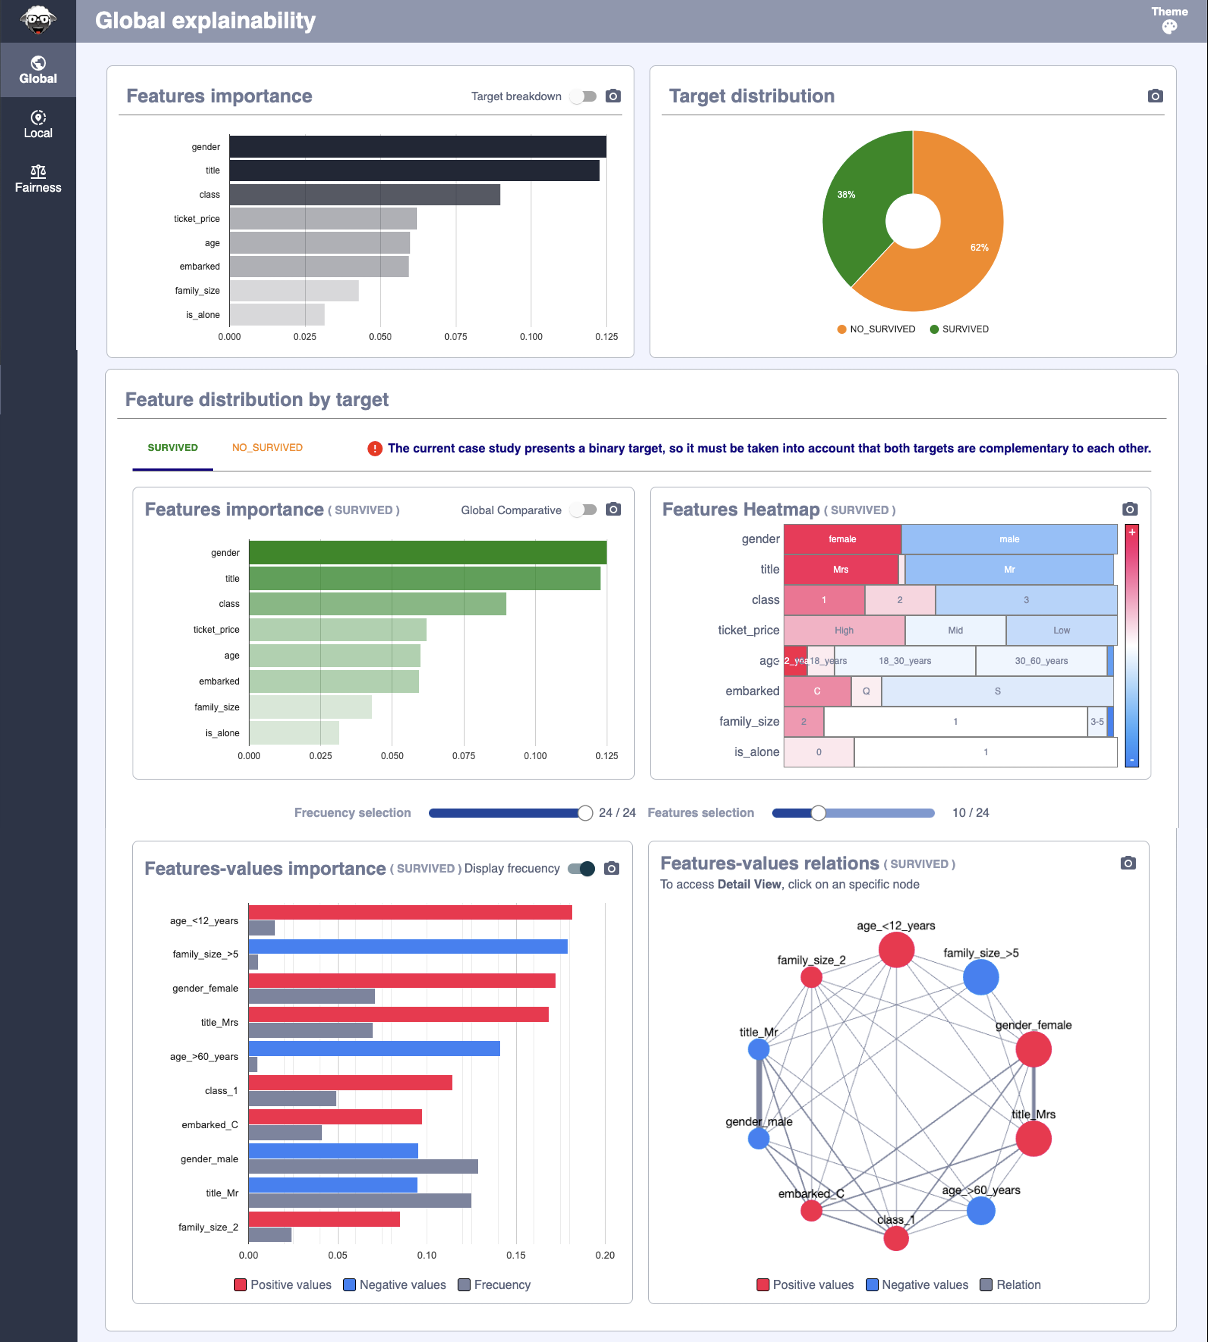 Global explainability
Theme
Global
Local
Fairness
Features importance
Target breakdown
gender
title
class
ticket_price
age
embarked
family_size
is_alone
0.000 0.025 0.050 0.075 0.100 0.125
Target distribution
38%
62%
NO_SURVIVED SURVIVED
Feature distribution by target
SURVIVED NO_SURVIVED
The current case study presents a binary target, so it must be taken into account that both targets are complementary to each other.
Features importance ( SURVIVED )
Global Comparative
gender
title
class
ticket_price
age
embarked
family_size
is_alone
0.000 0.025 0.050 0.075 0.100 0.125
Features Heatmap ( SURVIVED )
gender female male
title Mrs Mr
class 1 2 3
ticket_price High Mid Low
age 18_years 18_30_years 30_60_years
embarked C Q S
family_size 2 1 3-5
is_alone 0 1
+
-
Frecuency selection 24 / 24 Features selection 10 / 24
Features-values importance ( SURVIVED ) Display frecuency
age_<12_years
family_size_>5
gender_female
title_Mrs
age_>60_years
class_1
embarked_C
gender_male
title_Mr
family_size_2
0.00 0.05 0.10 0.15 0.20
Positive values Negative values Frecuency
Features-values relations ( SURVIVED )
To access Detail View, click on an specific node
age_<12_years
family_size_>5
family_size_2
gender_female
title_Mr
title_Mrs
gender_male
age_>60_years
embarked_C
class_1
Positive values Negative values Relation